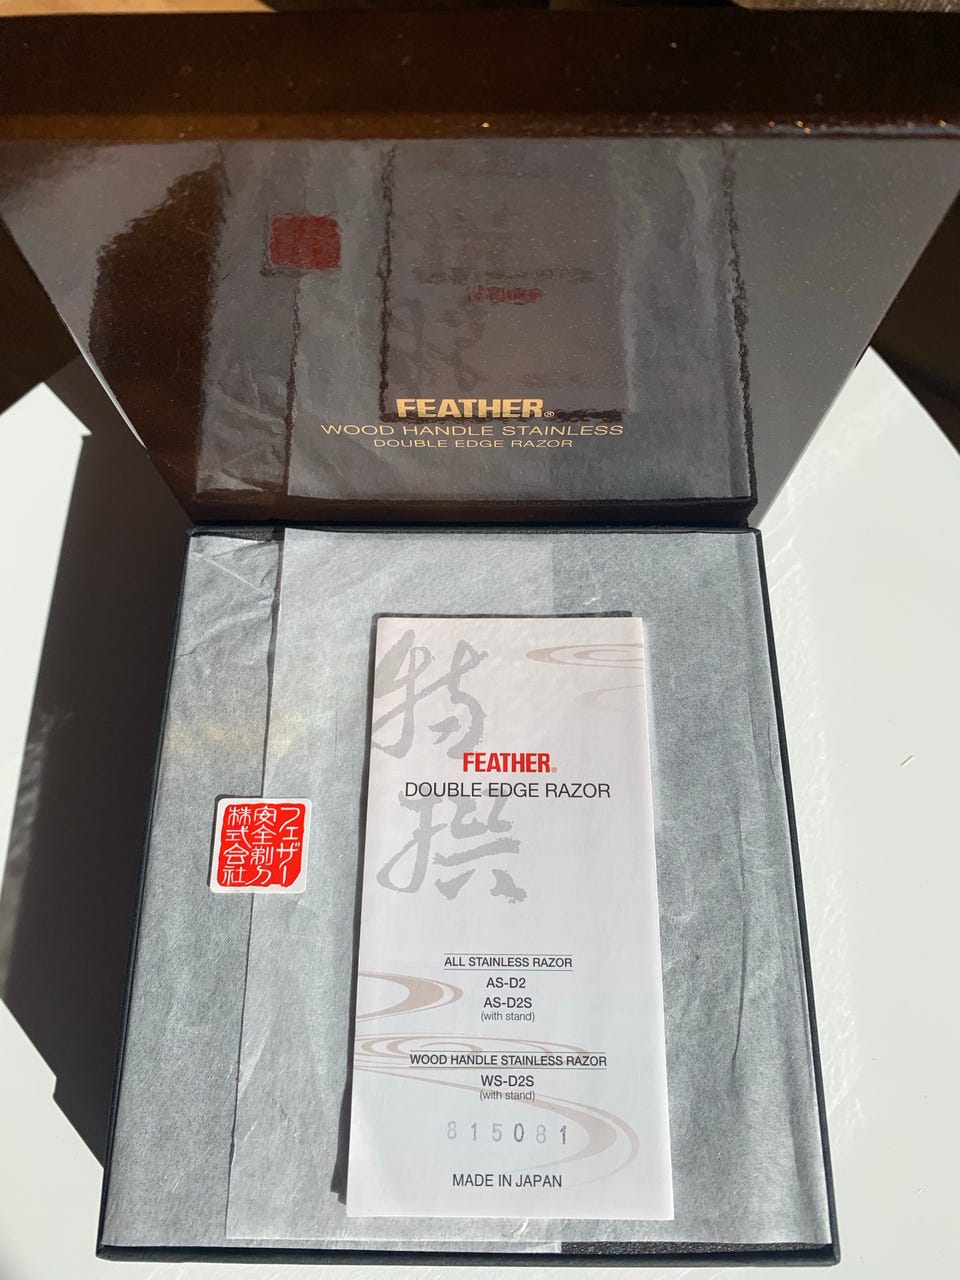 FEATHER®
WOOD HANDLE STAINLESS
DOUBLE EDGE RAZOR
特撰
FEATHER®
DOUBLE EDGE RAZOR
フェザー
安全剃刀
株式会社
ALL STAINLESS RAZOR
AS-D2
AS-D2S
(with stand)
WOOD HANDLE STAINLESS RAZOR
WS-D2S
(with stand)
815081
MADE IN JAPAN